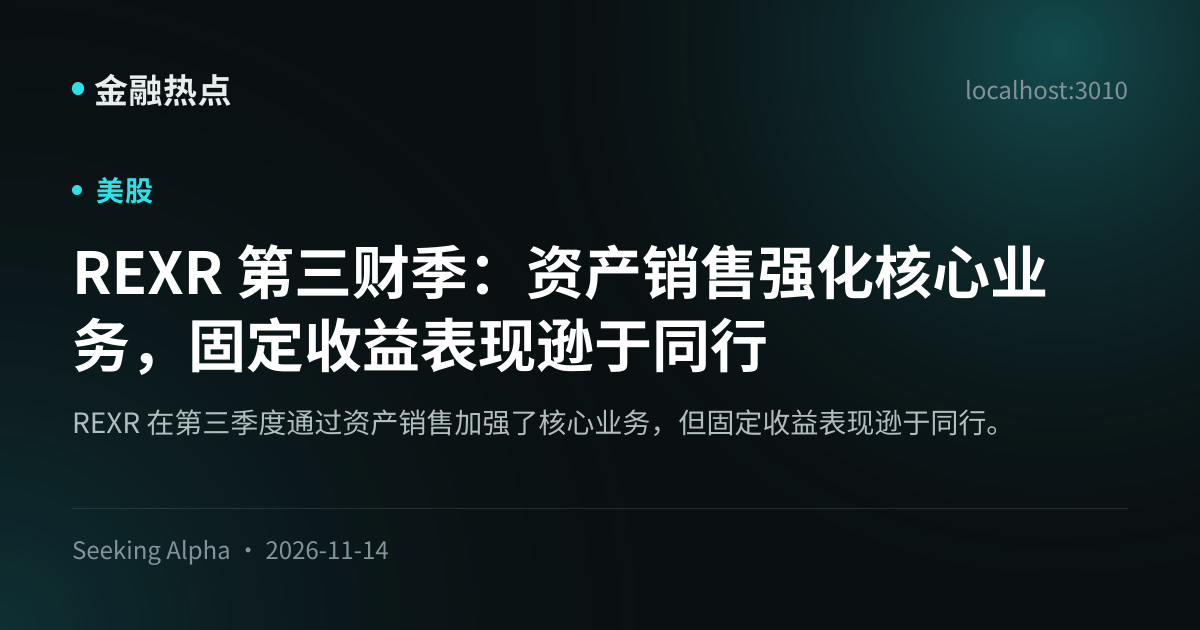 金融热点
localhost:3010
美股
REXR 第三财季：资产销售强化核心业
务，固定收益表现逊于同行
REXR 在第三季度通过资产销售加强了核心业务，但固定收益表现逊于同行。
Seeking Alpha • 2026-11-14